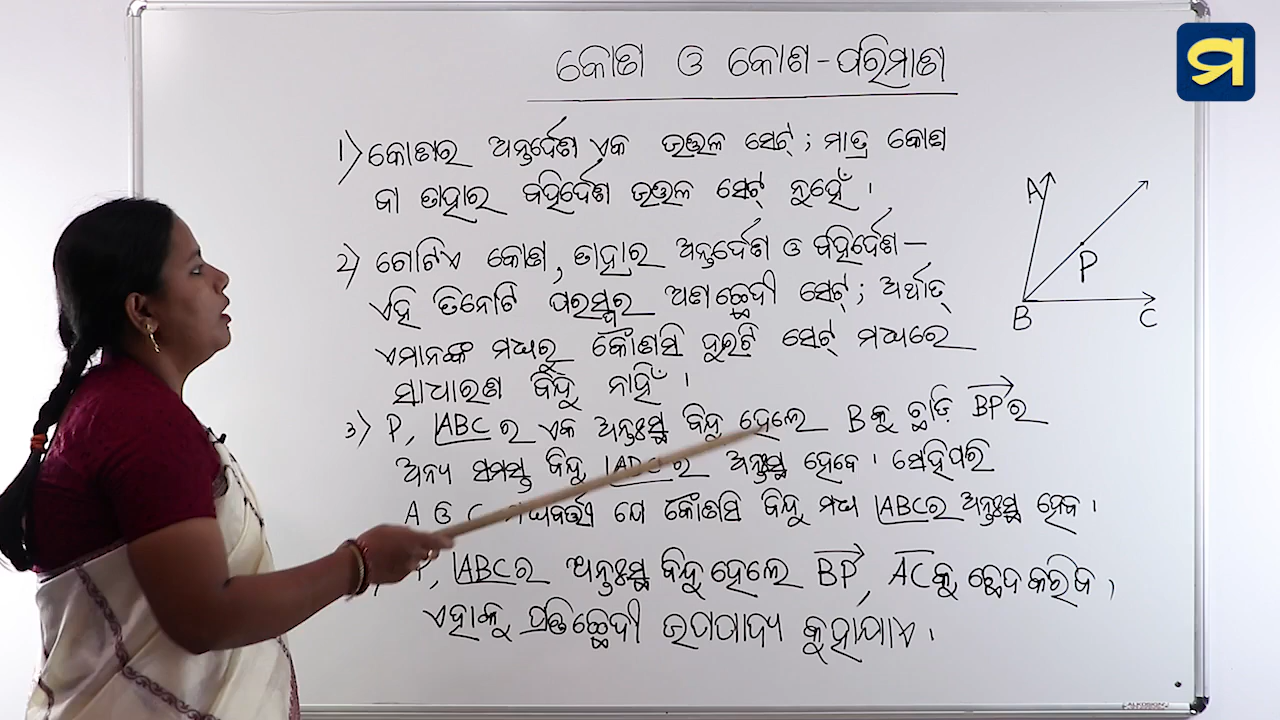 କୋଣ ଓ କୋଣ-ପରିମାଣ
1) କୋଣର ଅନ୍ତର୍ଦେଶ ଏକ ଉତ୍ତଳ ସେଟ୍ ; ମାତ୍ର କୋଣ
ବା ତାହାର ବହିର୍ଦେଶ ଉତ୍ତଳ ସେଟ୍ ନୁହେଁ ।
2) ଗୋଟିଏ କୋଣ, ତାହାର ଅନ୍ତର୍ଦେଶ ଓ ବହିର୍ଦେଶ –
ଏହି ତିନୋଟି ପରସ୍ପର ଅଣଚ୍ଛେଦୀ ସେଟ୍ ; ଅର୍ଥାତ୍
ଏମାନଙ୍କ ମଧ୍ୟରୁ କୌଣସି ଦୁଇଟି ସେଟ୍ ମଧ୍ୟରେ
ସାଧାରଣ ବିନ୍ଦୁ ନାହିଁ ।
3) P, ∠ABC ର ଏକ ଅନ୍ତଃସ୍ଥ ବିନ୍ଦୁ ହେଲେ B କୁ ଛାଡ଼ି BP→ ର
ଅନ୍ୟ ସମସ୍ତ ବିନ୍ଦୁ ∠ABC ର ଅନ୍ତଃସ୍ଥ ହେବେ । ସେହିପରି
A ଓ C ମଧ୍ୟବର୍ତ୍ତୀ ଯେ କୌଣସି ବିନ୍ଦୁ ମଧ୍ୟ ∠ABC ର ଅନ୍ତଃସ୍ଥ ହେବ ।
P, ∠ABC ର ଅନ୍ତଃସ୍ଥ ବିନ୍ଦୁ ହେଲେ BP→, AC କୁ ଛେଦ କରିବ ।
ଏହାକୁ ପ୍ରତିଚ୍ଛେଦୀ ଉପପାଦ୍ୟ କୁହାଯାଏ ।
A
P
B
C
ମ